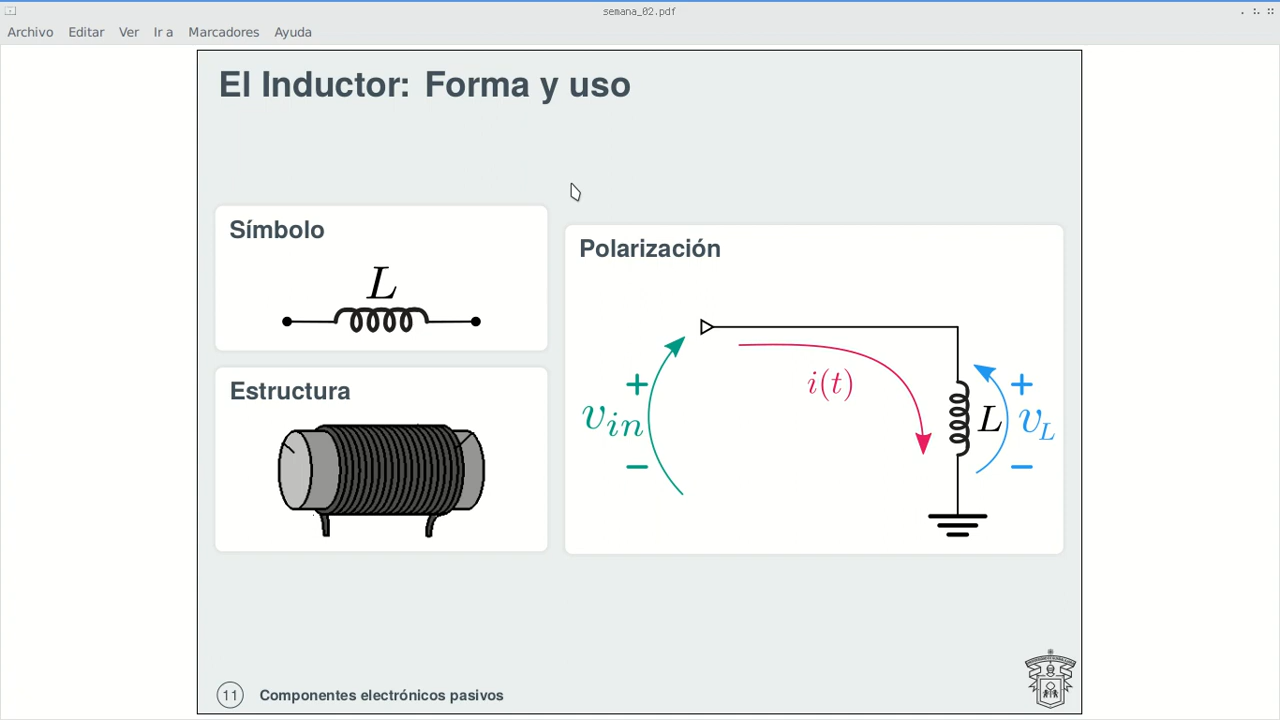 semana_02.pdf
Archivo Editar Ver Ir a Marcadores Ayuda
El Inductor: Forma y uso
Símbolo
L
Estructura
Polarización
i(t)
+
v_in
−
+
L v_L
−
11 Componentes electrónicos pasivos